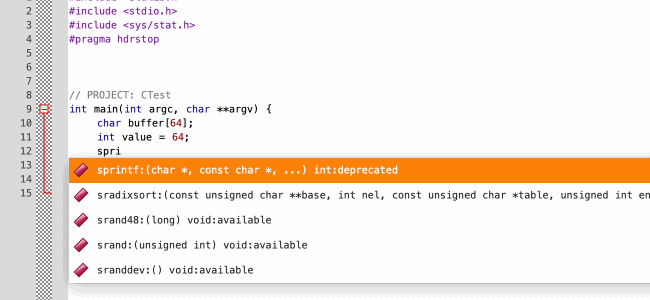 2 #include <stdio.h>
3 #include <sys/stat.h>
4 #pragma hdrstop
5
6
7
8 // PROJECT: CTest
9 int main(int argc, char **argv) {
10 char buffer[64];
11 int value = 64;
12 spri
13 sprintf:(char *, const char *, ...) int:deprecated
14
15 sradixsort:(const unsigned char **base, int nel, const unsigned char *table, unsigned int en
srand48:(long) void:available
srand:(unsigned int) void:available
sranddev:() void:available